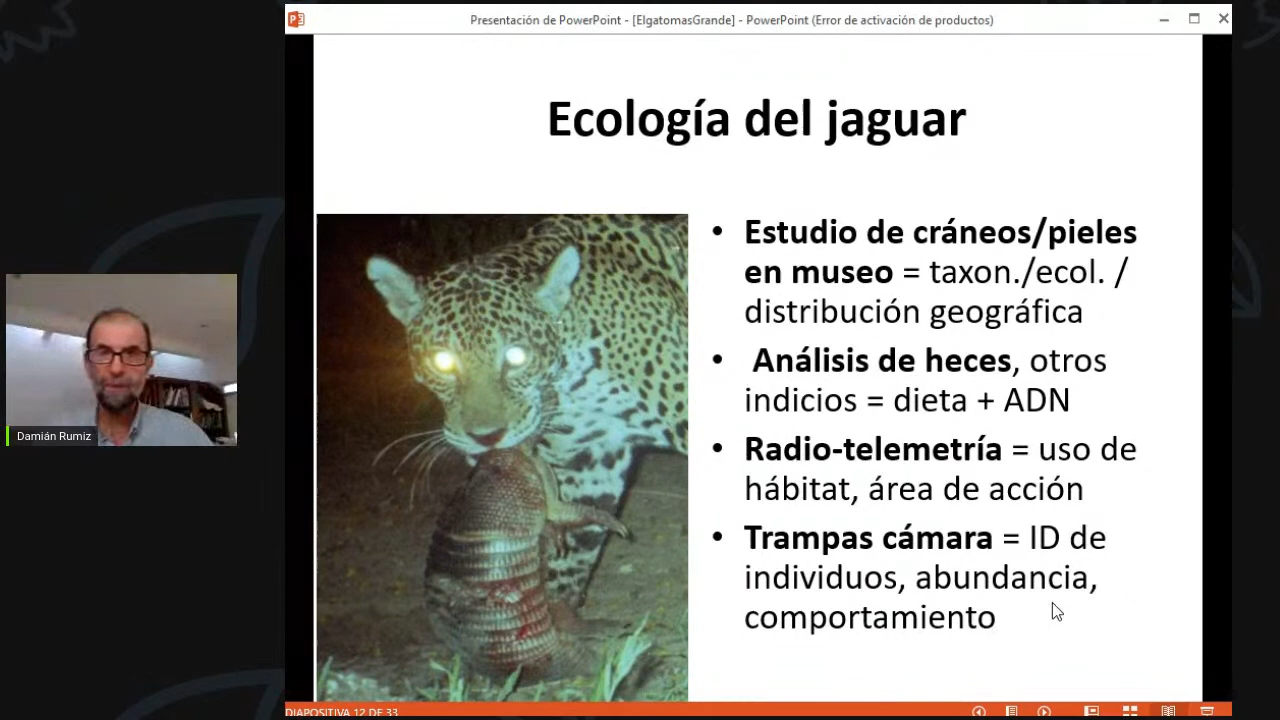 Presentación de PowerPoint - [ElgatomasGrande] - PowerPoint (Error de activación de productos)
Ecología del jaguar
• Estudio de cráneos/pieles
en museo = taxon./ecol. /
distribución geográfica
• Análisis de heces, otros
indicios = dieta + ADN
• Radio-telemetría = uso de
hábitat, área de acción
• Trampas cámara = ID de
individuos, abundancia,
comportamiento
Damián Rumiz
DIAPOSITIVA 12 DE 33